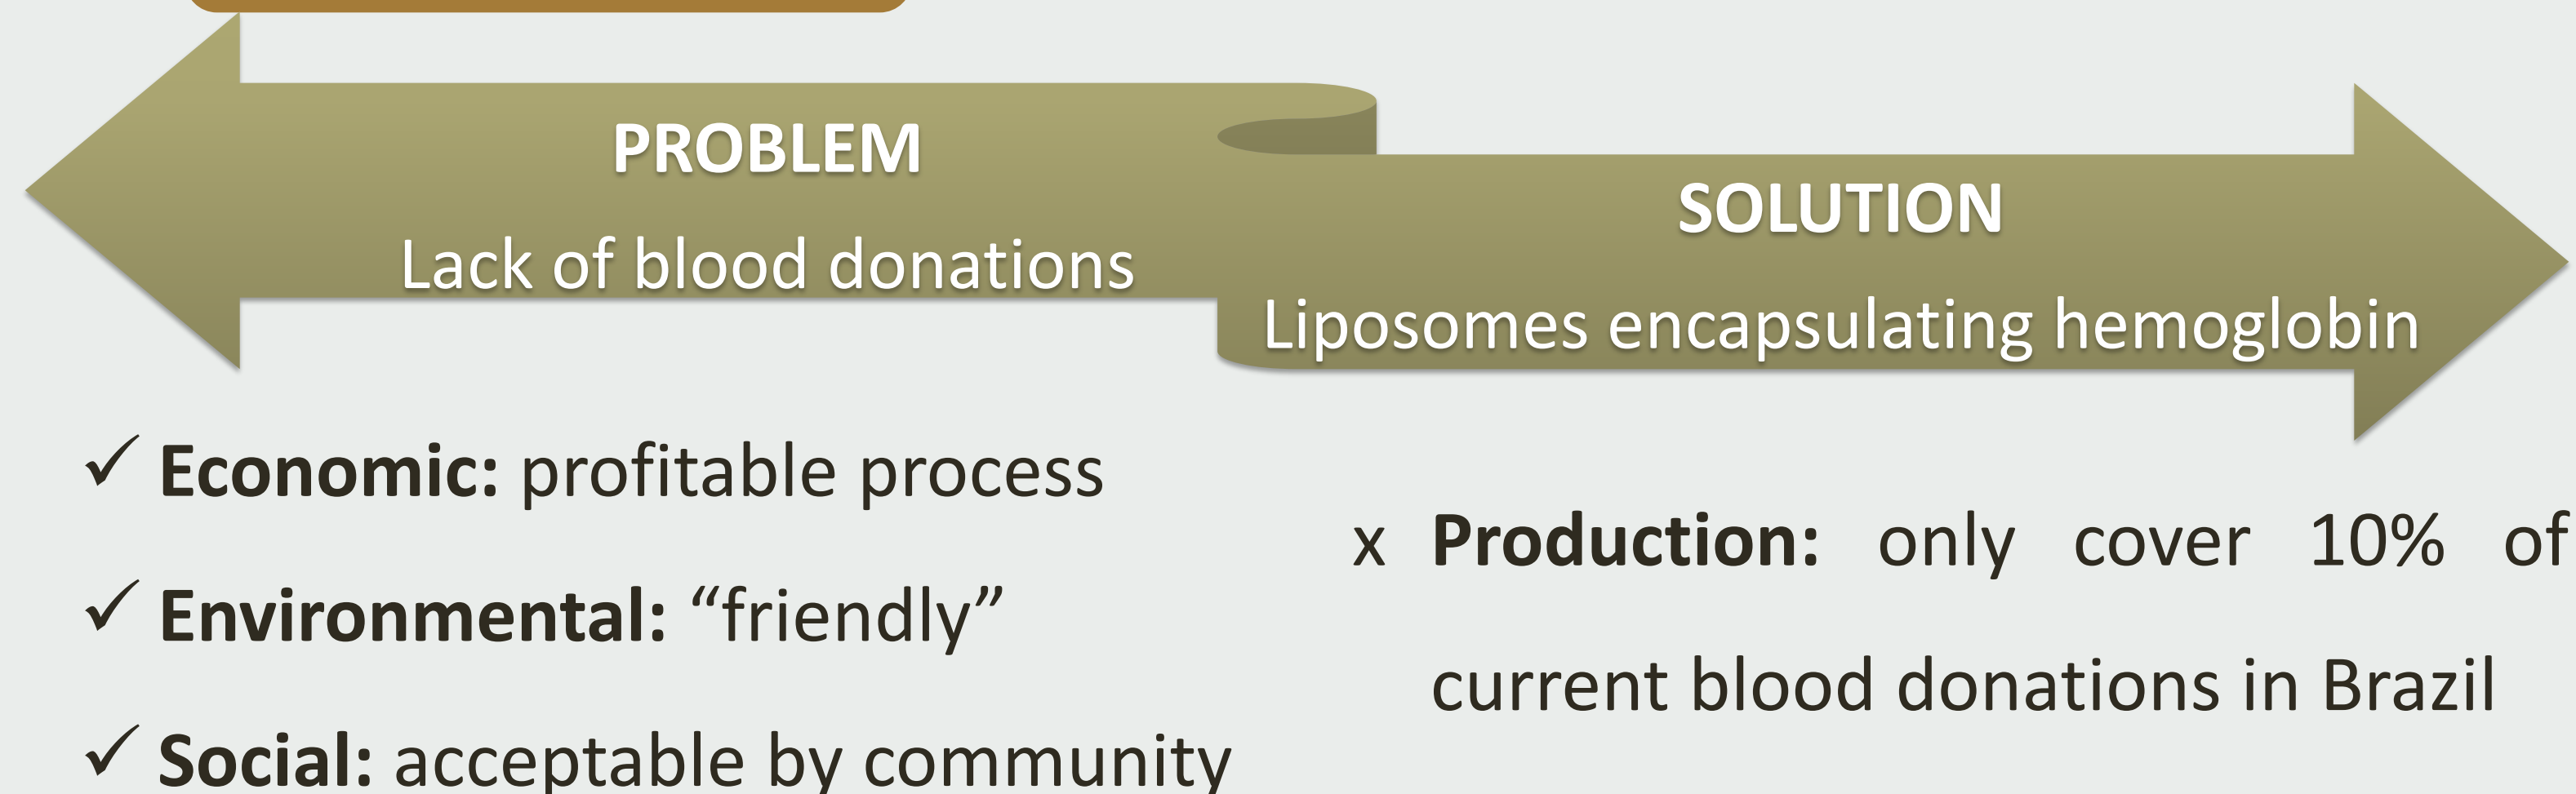 PROBLEM
Lack of blood donations
SOLUTION
Liposomes encapsulating hemoglobin
✓ Economic: profitable process
✓ Environmental: “friendly”
✓ Social: acceptable by community
x Production: only cover 10% of
current blood donations in Brazil